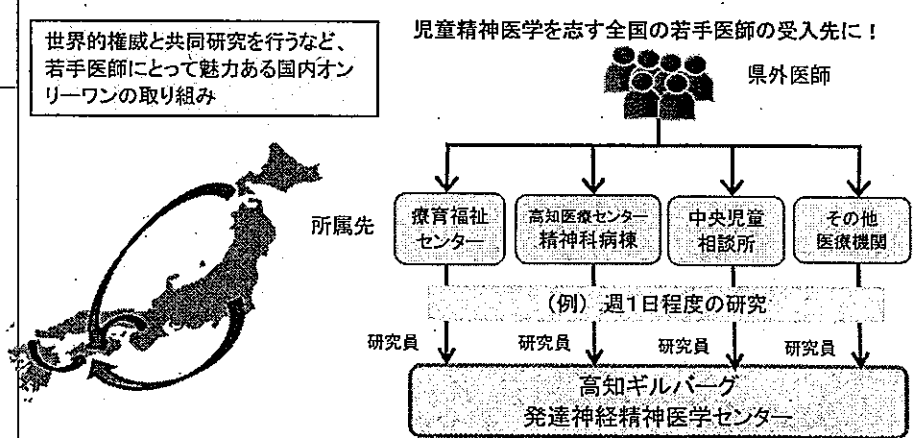 世界的権威と共同研究を行うなど、
若手医師にとって魅力ある国内オン
リーワンの取り組み
児童精神医学を志す全国の若手医師の受入先に！
県外医師
所属先
療育福祉
センター
高知医療センター
精神科病棟
中央児童
相談所
その他
医療機関
(例) 週1日程度の研究
研究員
研究員
研究員
研究員
高知ギルバーグ
発達神経精神医学センター